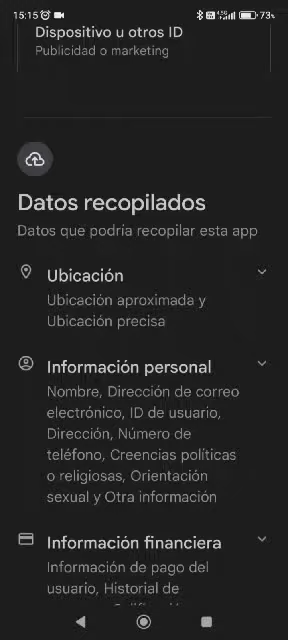 15:15
73%
Dispositivo u otros ID
Publicidad o marketing
Datos recopilados
Datos que podría recopilar esta app
Ubicación
Ubicación aproximada y
Ubicación precisa
Información personal
Nombre, Dirección de correo
electrónico, ID de usuario,
Dirección, Número de
teléfono, Creencias políticas
o religiosas, Orientación
sexual y Otra información
Información financiera
Información de pago del
usuario, Historial de